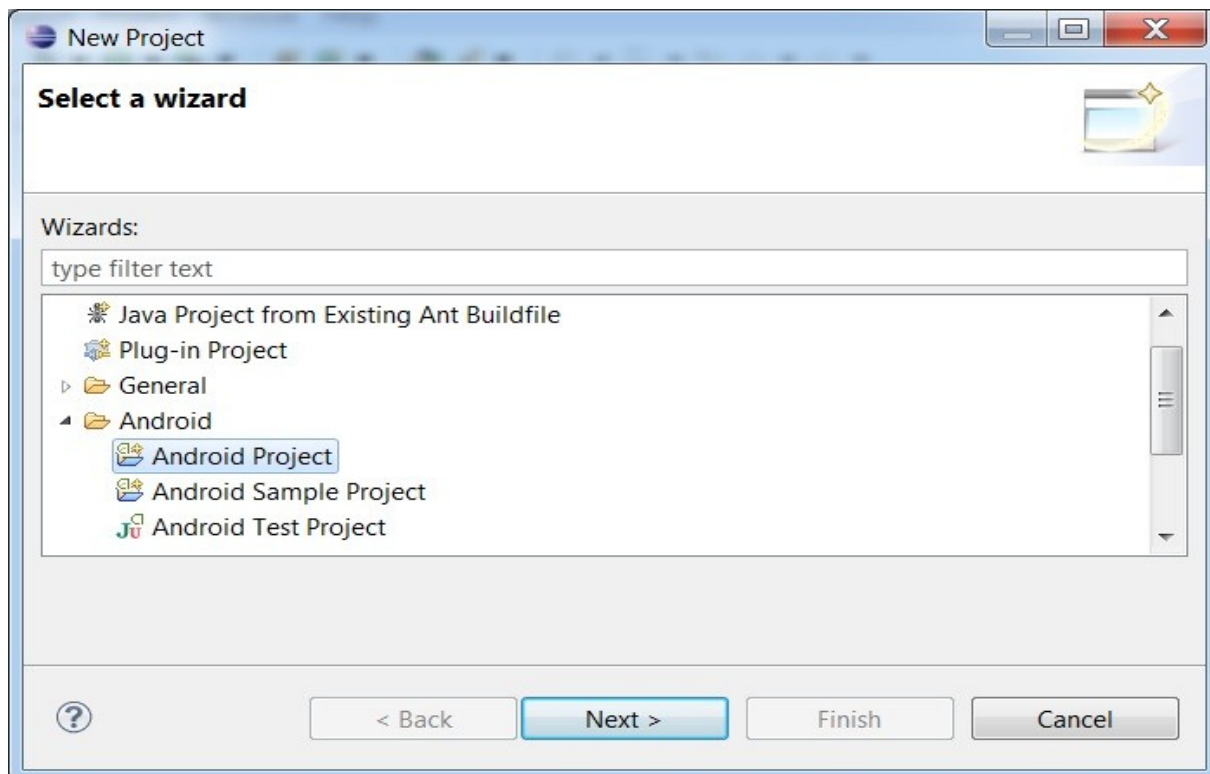 New Project
Select a wizard
Wizards:
type filter text
Java Project from Existing Ant Buildfile
Plug-in Project
General
Android
Android Project
Android Sample Project
Android Test Project
< Back Next > Finish Cancel